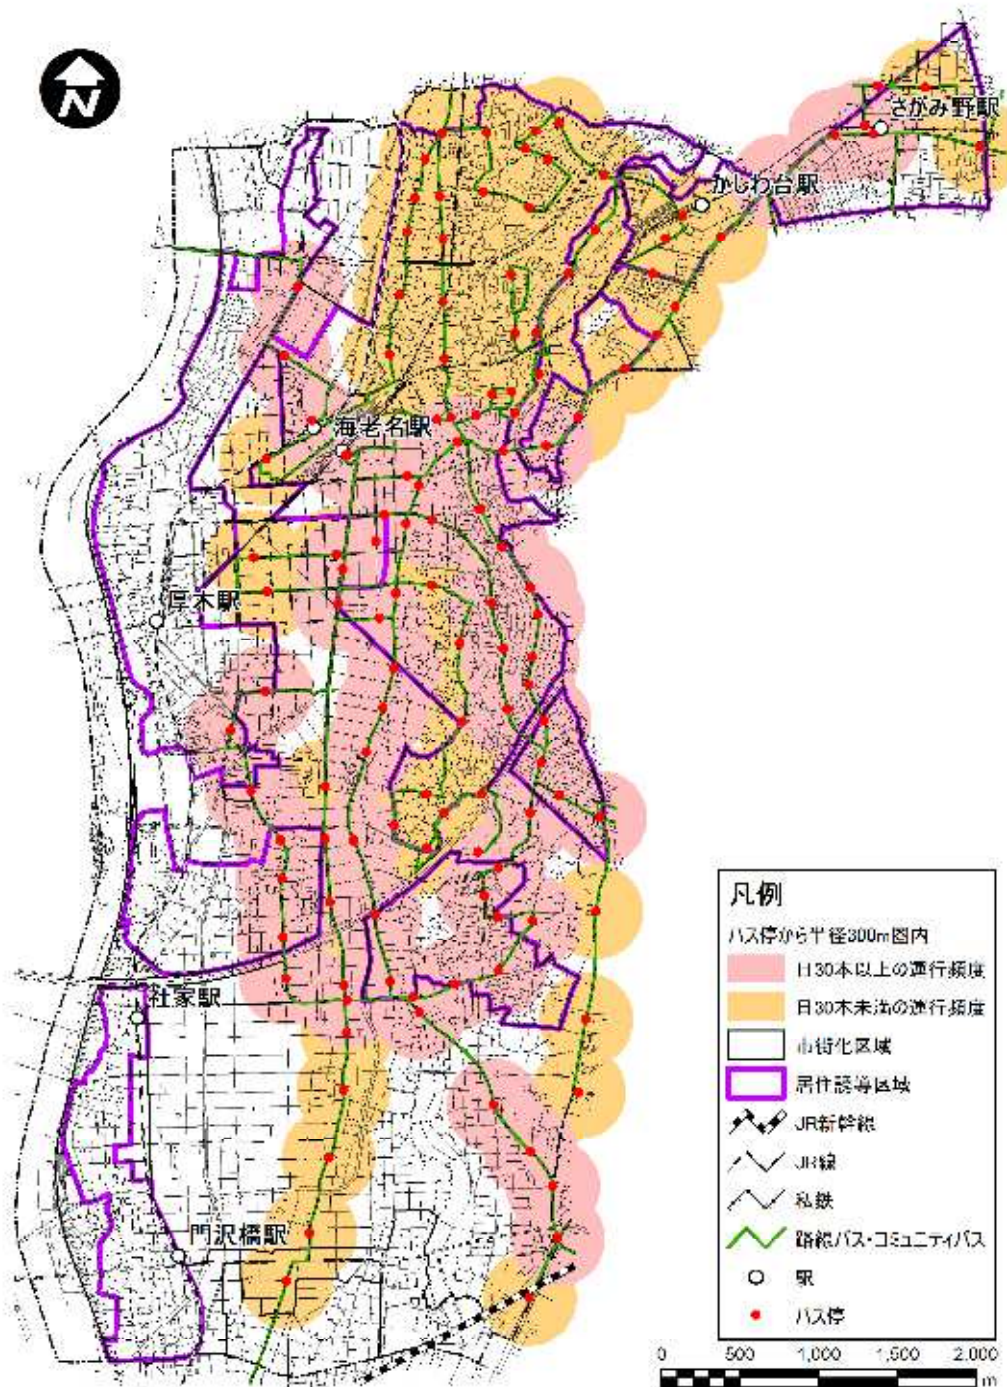 N
さがみ野駅
かしわ台駅
海老名駅
厚木駅
社家駅
門沢橋駅
凡例
バス停から半径300m圏内
日30本以上の運行頻度
日30本未満の運行頻度
市街化区域
居住誘導区域
JR新幹線
JR線
私鉄
路線バス・コミュニティバス
駅
バス停
0 500 1,000 1,500 2,000
m